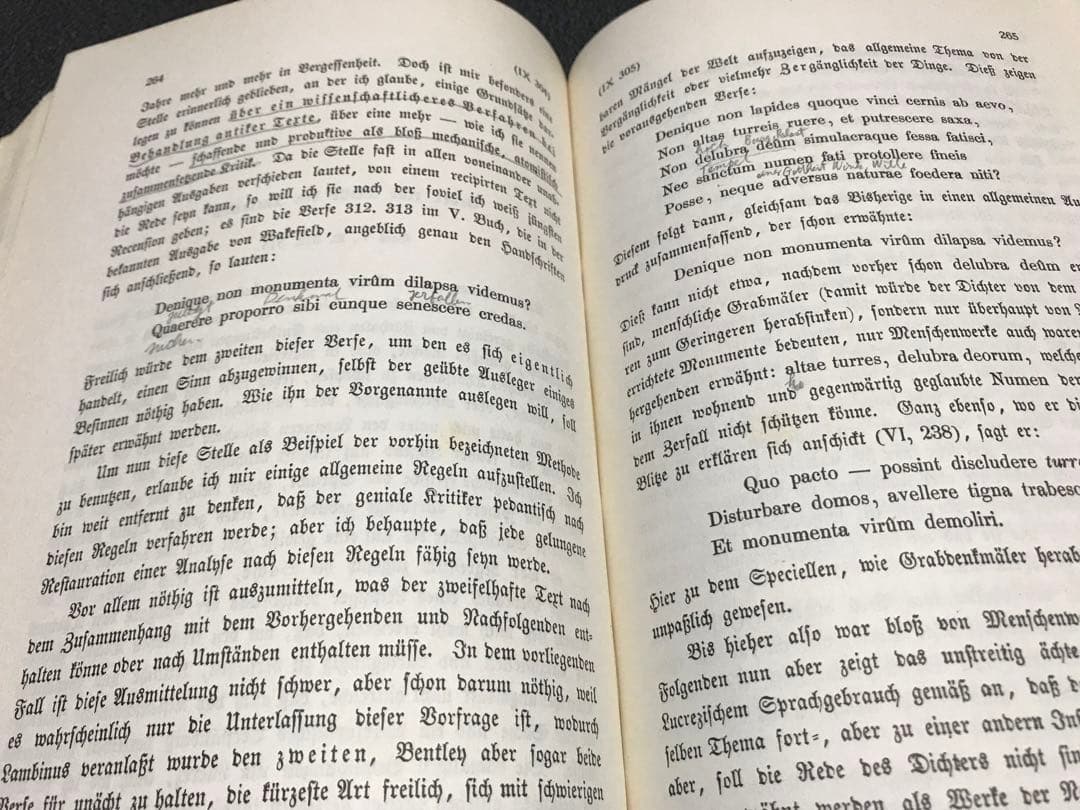 264
(IX 304)
Jahre mehr und mehr in Vergessenheit. Doch ist mir besonders eine
Stelle erinnerlich geblieben, an der ich glaube, einige Grundsätze dar-
legen zu können über ein wissenschaftlicheres Verfahren bei
Behandlung antiker Texte, über eine mehr — wie ich sie nennen
möchte — schaffende und produktive als bloß mechanische, atomistisch
zusammensetzende Kritik. Da die Stelle fast in allen voneinander unab-
hängigen Ausgaben verschieden lautet, von einem recipirten Text nicht
die Rede seyn kann, so will ich sie nach der soviel ich weiß jüngsten
Recension geben; es sind die Verse 312. 313 im V. Buch, die in der
bekannten Ausgabe von Wakefield, angeblich genau den Handschriften
sich anschließend, so lauten:
Denique non monumenta virûm dilapsa videmus?
zuletzt Denkmal zerfallen
Quaerere proporro sibi cunque senescere credas.
suchen
Freilich würde dem zweiten dieser Verse, um den es sich eigentlich
handelt, einen Sinn abzugewinnen, selbst der geübte Ausleger einiges
Besinnen nöthig haben. Wie ihn der Vorgenannte auslegen will, soll
später erwähnt werden.
Um nun diese Stelle als Beispiel der vorhin bezeichneten Methode
zu benutzen, erlaube ich mir einige allgemeine Regeln aufzustellen. Ich
bin weit entfernt zu denken, daß der geniale Kritiker pedantisch nach
diesen Regeln verfahren werde; aber ich behaupte, daß jede gelungene
Restauration einer Analyse nach diesen Regeln fähig seyn werde.
Vor allem nöthig ist auszumitteln, was der zweifelhafte Text nach
dem Zusammenhang mit dem Vorhergehenden und Nachfolgenden ent-
halten könne oder nach Umständen enthalten müsse. In dem vorliegenden
Fall ist diese Ausmittelung nicht schwer, aber schon darum nöthig, weil
es wahrscheinlich nur die Unterlassung dieser Vorfrage ist, wodurch
Lambinus veranlaßt wurde den zweiten, Bentley aber sogar beide
Verse für unächt zu halten, die kürzeste Art freilich, sich mit schwierigen
265
(IX 305)
baren Mängel der Welt aufzuzeigen, das allgemeine Thema von der
Vergänglichkeit oder vielmehr Zergänglichkeit der Dinge. Dieß zeigen
die vorausgehenden Verse:
Denique non lapides quoque vinci cernis ab aevo,
Non altas turreis ruere, et putrescere saxa,
Non delubra deûm simulacraque fessa fatisci,
Tempel
Nec sanctum numen fati protollere fineis
Posse, neque adversus naturae foedera niti?
Diesem folgt dann, gleichsam das Bisherige in einen allgemeinen Au
druck zusammenfassend, der schon erwähnte:
Denique non monumenta virûm dilapsa videmus?
Dieß kann nicht etwa, nachdem vorher schon delubra deûm er
sind, menschliche Grabmäler (damit würde der Dichter von dem
ren zum Geringeren herabsinken), sondern nur überhaupt von
errichtete Monumente bedeuten, nur Menschenwerke auch waren
hergehenden erwähnt: altae turres, delubra deorum, welche
in ihnen wohnend und gegenwärtig geglaubte Numen der
dem Zerfall nicht schützen könne. Ganz ebenso, wo er di
Blitze zu erklären sich anschickt (VI, 238), sagt er:
Quo pacto — possint discludere turr
Disturbare domos, avellere tigna trabesc
Et monumenta virûm demoliri.
Hier zu dem Speciellen, wie Grabdenkmäler herab
unpaßlich gewesen.
Bis hieher also war bloß von Menschenw
Folgenden nun aber zeigt das unstreitig ächte
Lucrezischem Sprachgebrauch gemäß an, daß d
selben Thema fort-, aber zu einer andern Ins
aber, soll die Rede des Dichters nicht sin
werden, als Werke der N